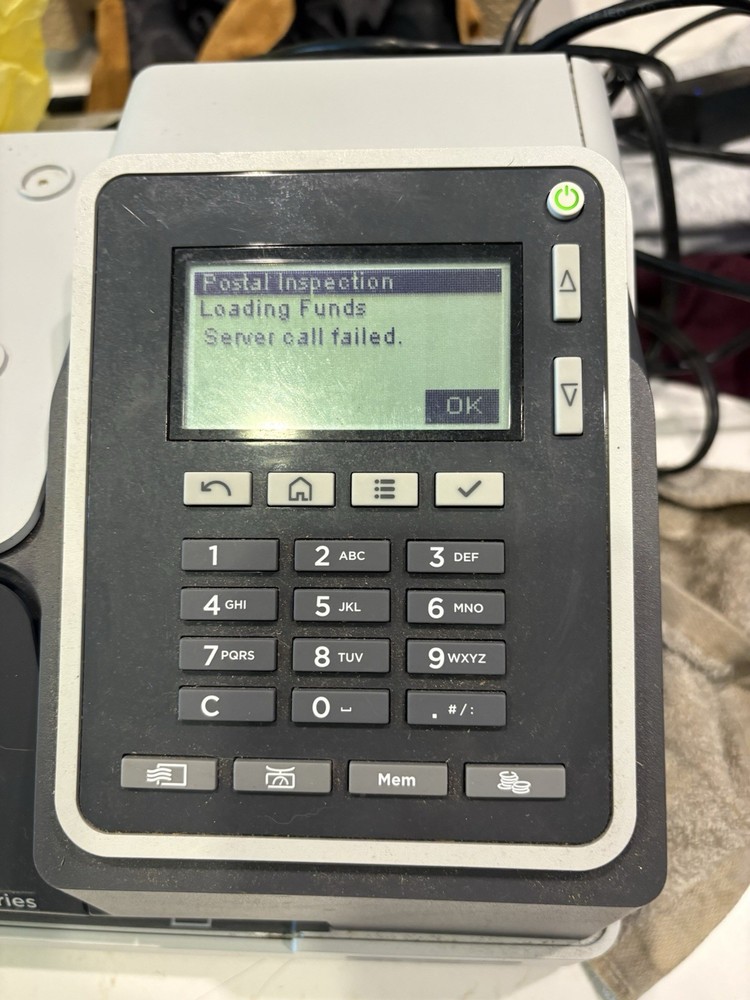 Postal Inspection
Loading Funds
Server call failed.
OK
1 2 ABC 3 DEF
4 GHI 5 JKL 6 MNO
7 PQRS 8 TUV 9 WXYZ
C 0 ⎵ . #/:
Mem
ries